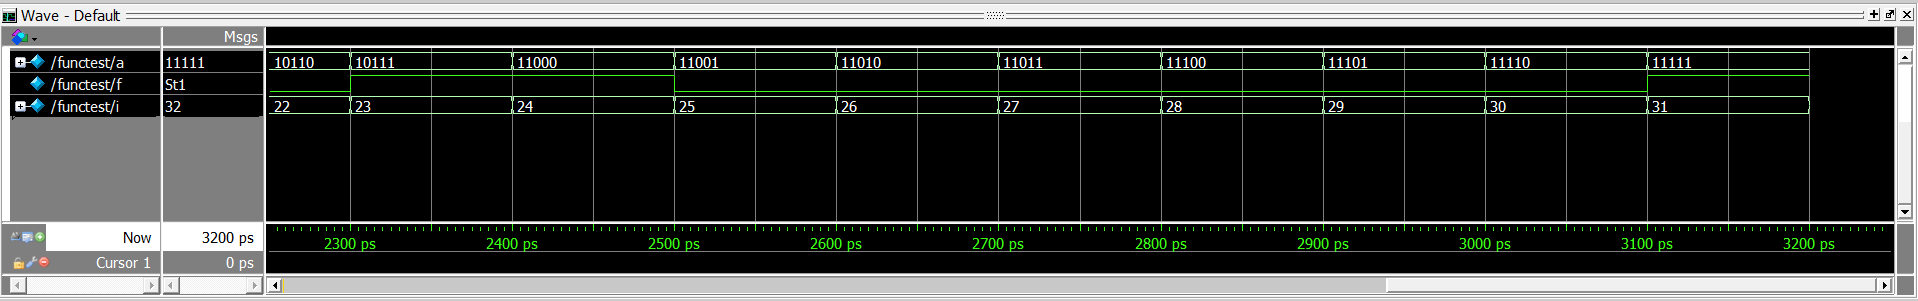 Wave - Default
Msgs
/functest/a 11111 10110 10111 11000 11001 11010 11011 11100 11101 11110 11111
/functest/f St1
/functest/i 32 22 23 24 25 26 27 28 29 30 31
Now 3200 ps 2300 ps 2400 ps 2500 ps 2600 ps 2700 ps 2800 ps 2900 ps 3000 ps 3100 ps 3200 ps
Cursor 1 0 ps